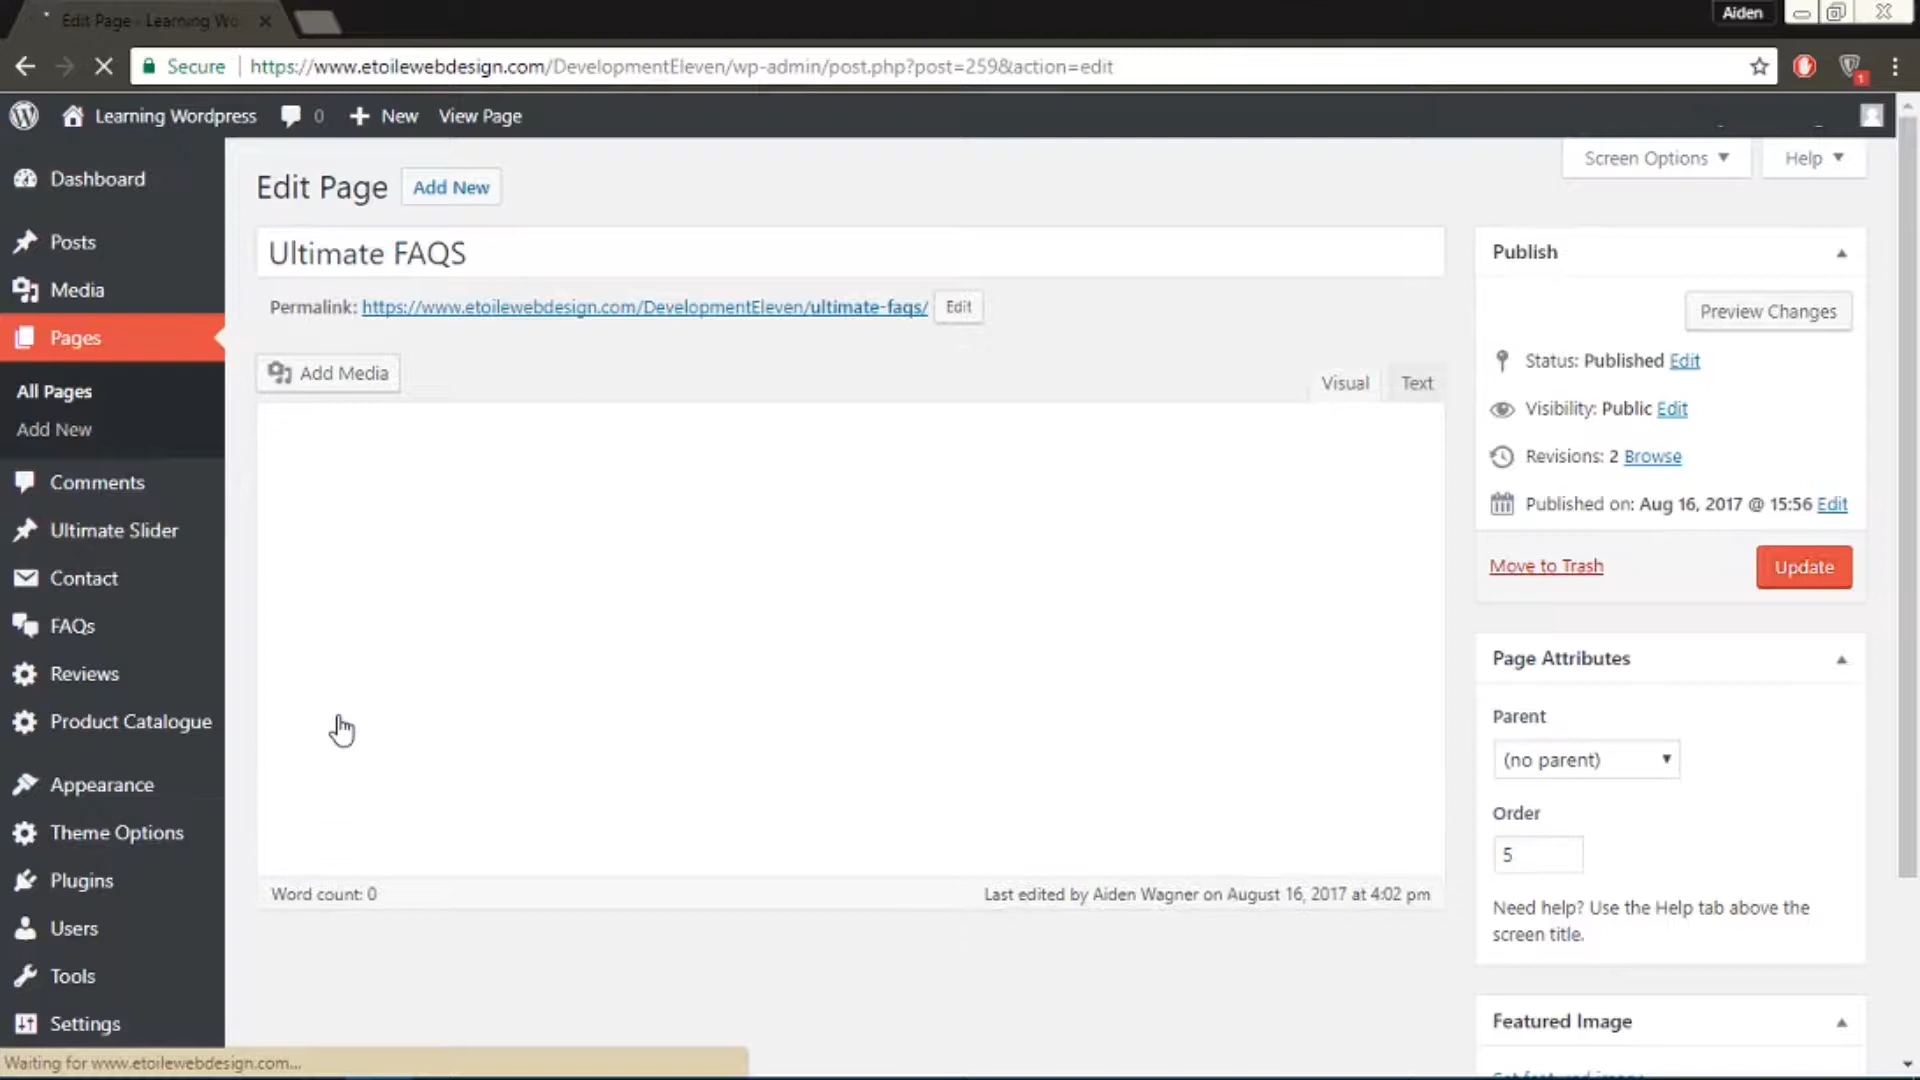 Edit Page - Learning Wo
Aiden
Secure https://www.etoilewebdesign.com/DevelopmentEleven/wp-admin/post.php?post=259&action=edit
1
Learning Wordpress 0 New View Page
Screen Options Help
Dashboard
Posts
Media
Pages
All Pages
Add New
Comments
Ultimate Slider
Contact
FAQs
Reviews
Product Catalogue
Appearance
Theme Options
Plugins
Users
Tools
Settings
Edit Page Add New
Ultimate FAQS
Permalink: https://www.etoilewebdesign.com/DevelopmentEleven/ultimate-faqs/ Edit
Add Media
Visual Text
Word count: 0
Last edited by Aiden Wagner on August 16, 2017 at 4:02 pm
Publish
Preview Changes
Status: Published Edit
Visibility: Public Edit
Revisions: 2 Browse
Published on: Aug 16, 2017 @ 15:56 Edit
Move to Trash Update
Page Attributes
Parent
(no parent)
Order
5
Need help? Use the Help tab above the
screen title.
Featured Image
Set featured image
Waiting for www.etoilewebdesign.com...